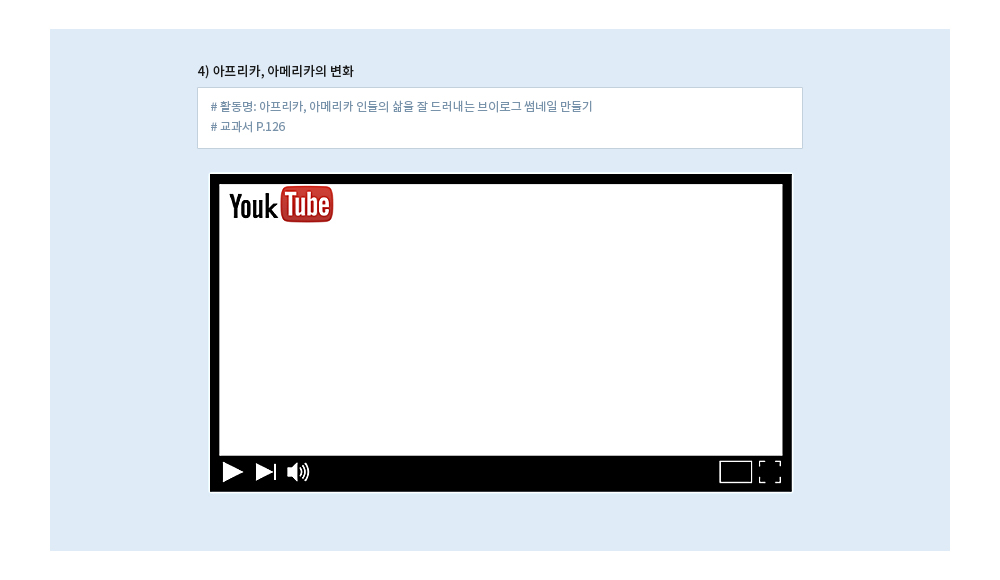 4) 아프리카, 아메리카의 변화
# 활동명: 아프리카, 아메리카 인들의 삶을 잘 드러내는 브이로그 썸네일 만들기
# 교과서 P.126
Youk Tube